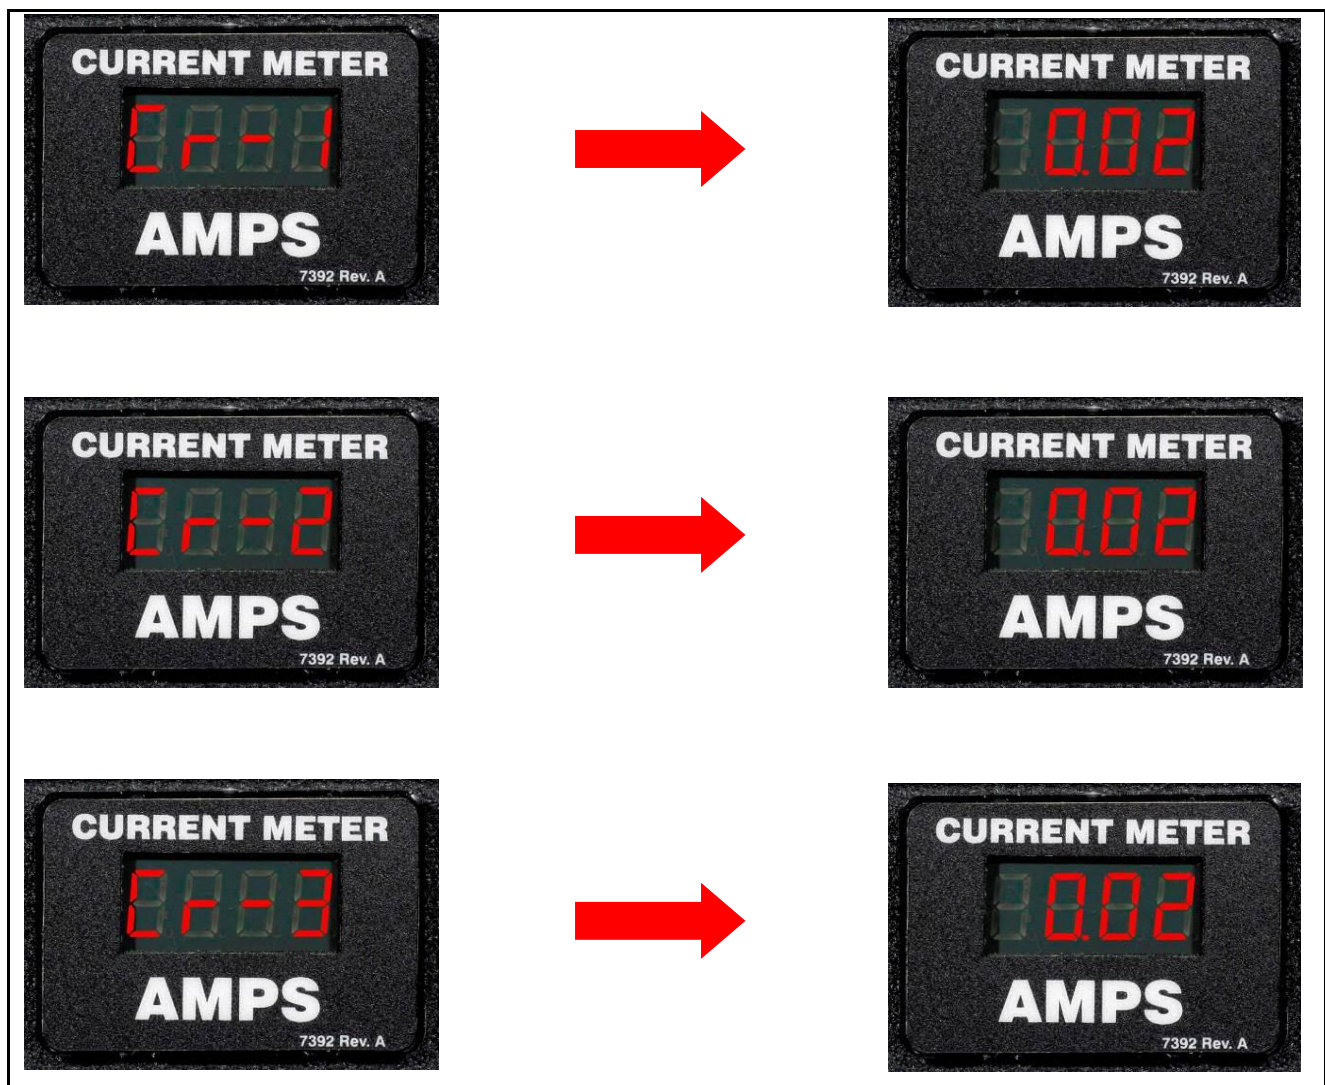 CURRENT METER
Cr-1
AMPS
7392 Rev. A
CURRENT METER
0.02
AMPS
7392 Rev. A
CURRENT METER
Cr-2
AMPS
7392 Rev. A
CURRENT METER
0.02
AMPS
7392 Rev. A
CURRENT METER
Cr-3
AMPS
7392 Rev. A
CURRENT METER
0.02
AMPS
7392 Rev. A